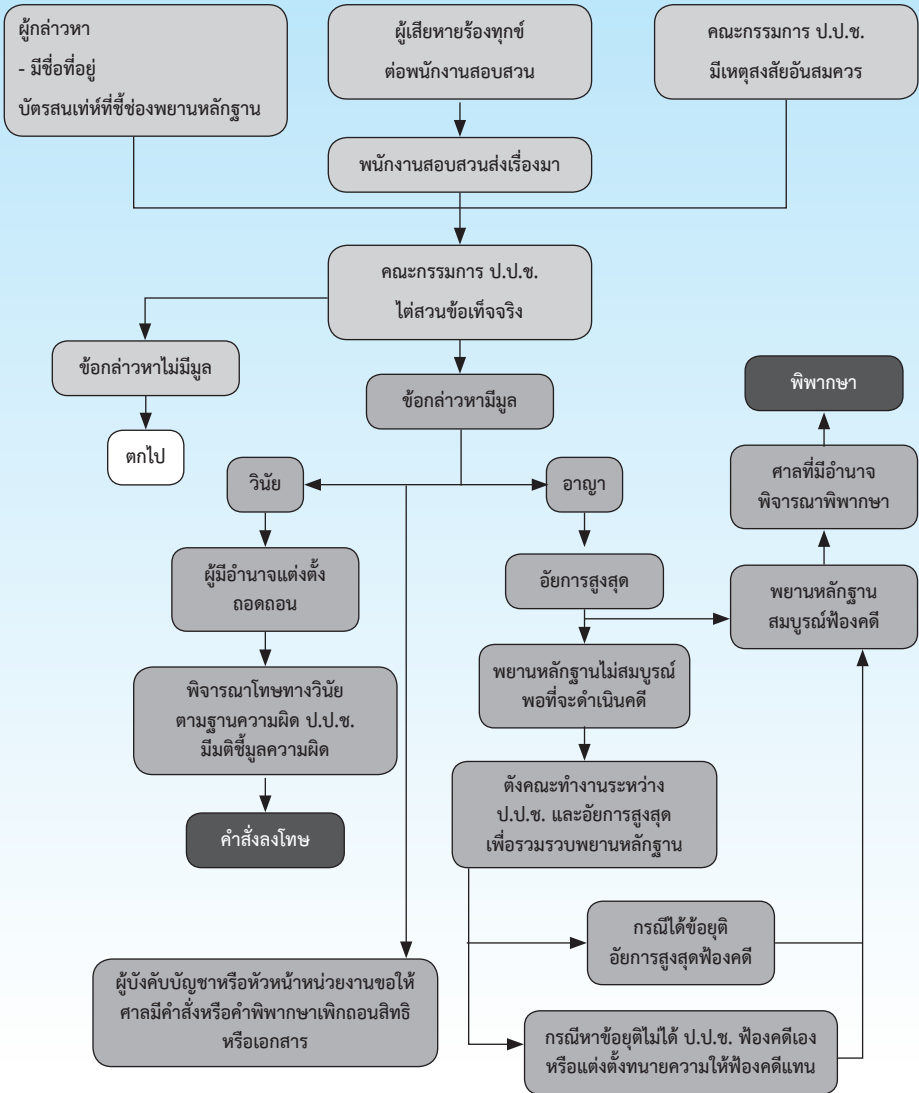 ผู้กล่าวหา
- มีชื่อที่อยู่
บัตรสนเท่ห์ที่ชี้ช่องพยานหลักฐาน
ผู้เสียหายร้องทุกข์
ต่อพนักงานสอบสวน
คณะกรรมการ ป.ป.ช.
มีเหตุสงสัยอันสมควร
พนักงานสอบสวนส่งเรื่องมา
คณะกรรมการ ป.ป.ช.
ไต่สวนข้อเท็จจริง
ข้อกล่าวหาไม่มีมูล
ตกไป
ข้อกล่าวหามีมูล
วินัย
ผู้มีอำนาจแต่งตั้ง
ถอดถอน
พิจารณาโทษทางวินัย
ตามฐานความผิด ป.ป.ช.
มีมติชี้มูลความผิด
คำสั่งลงโทษ
ผู้บังคับบัญชาหรือหัวหน้าหน่วยงานขอให้
ศาลมีคำสั่งหรือคำพิพากษาเพิกถอนสิทธิ
หรือเอกสาร
อาญา
อัยการสูงสุด
พยานหลักฐานไม่สมบูรณ์
พอที่จะดำเนินคดี
ตังคณะทำงานระหว่าง
ป.ป.ช. และอัยการสูงสุด
เพื่อรวมรวบพยานหลักฐาน
กรณีได้ข้อยุติ
อัยการสูงสุดฟ้องคดี
กรณีหาข้อยุติไม่ได้ ป.ป.ช. ฟ้องคดีเอง
หรือแต่งตั้งทนายความให้ฟ้องคดีแทน
พยานหลักฐาน
สมบูรณ์ฟ้องคดี
ศาลที่มีอำนาจ
พิจารณาพิพากษา
พิพากษา